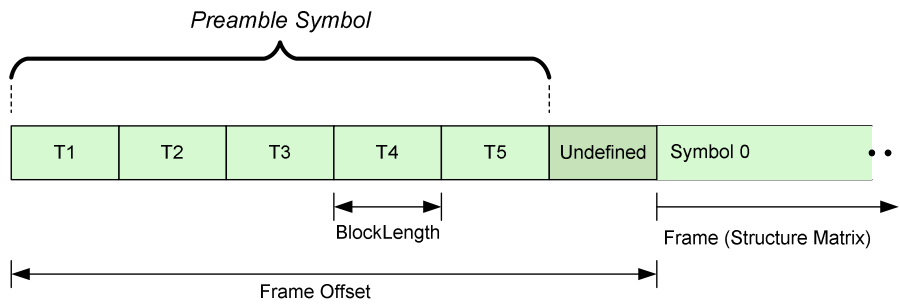 Preamble Symbol
T1 T2 T3 T4 T5 Undefined Symbol 0
BlockLength
Frame (Structure Matrix)
Frame Offset